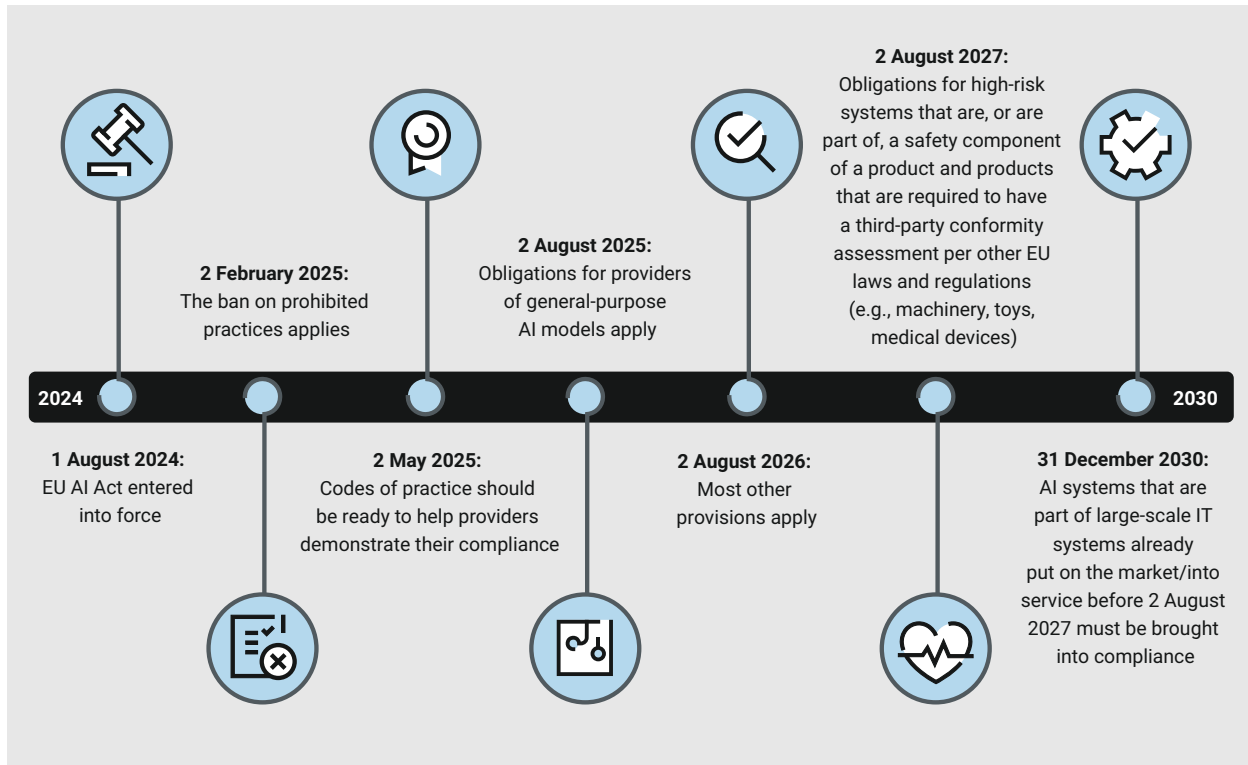 2024
1 August 2024:
EU AI Act entered
into force
2 February 2025:
The ban on prohibited
practices applies
2 May 2025:
Codes of practice should
be ready to help providers
demonstrate their compliance
2 August 2025:
Obligations for providers
of general-purpose
AI models apply
2 August 2026:
Most other
provisions apply
2 August 2027:
Obligations for high-risk
systems that are, or are
part of, a safety component
of a product and products
that are required to have
a third-party conformity
assessment per other EU
laws and regulations
(e.g., machinery, toys,
medical devices)
2030
31 December 2030:
AI systems that are
part of large-scale IT
systems already
put on the market/into
service before 2 August
2027 must be brought
into compliance